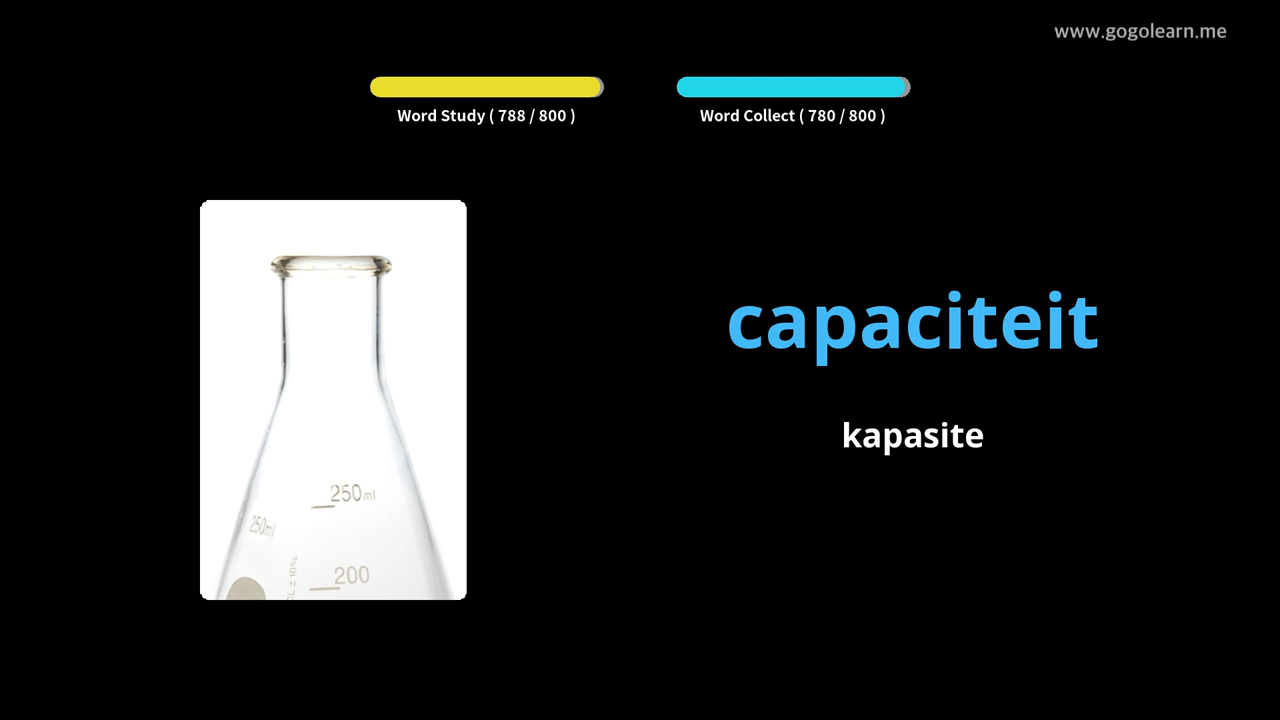 www.gogolearn.me
Word Study ( 788 / 800 )
Word Collect ( 780 / 800 )
capaciteit
kapasite
250ml
250ml
200